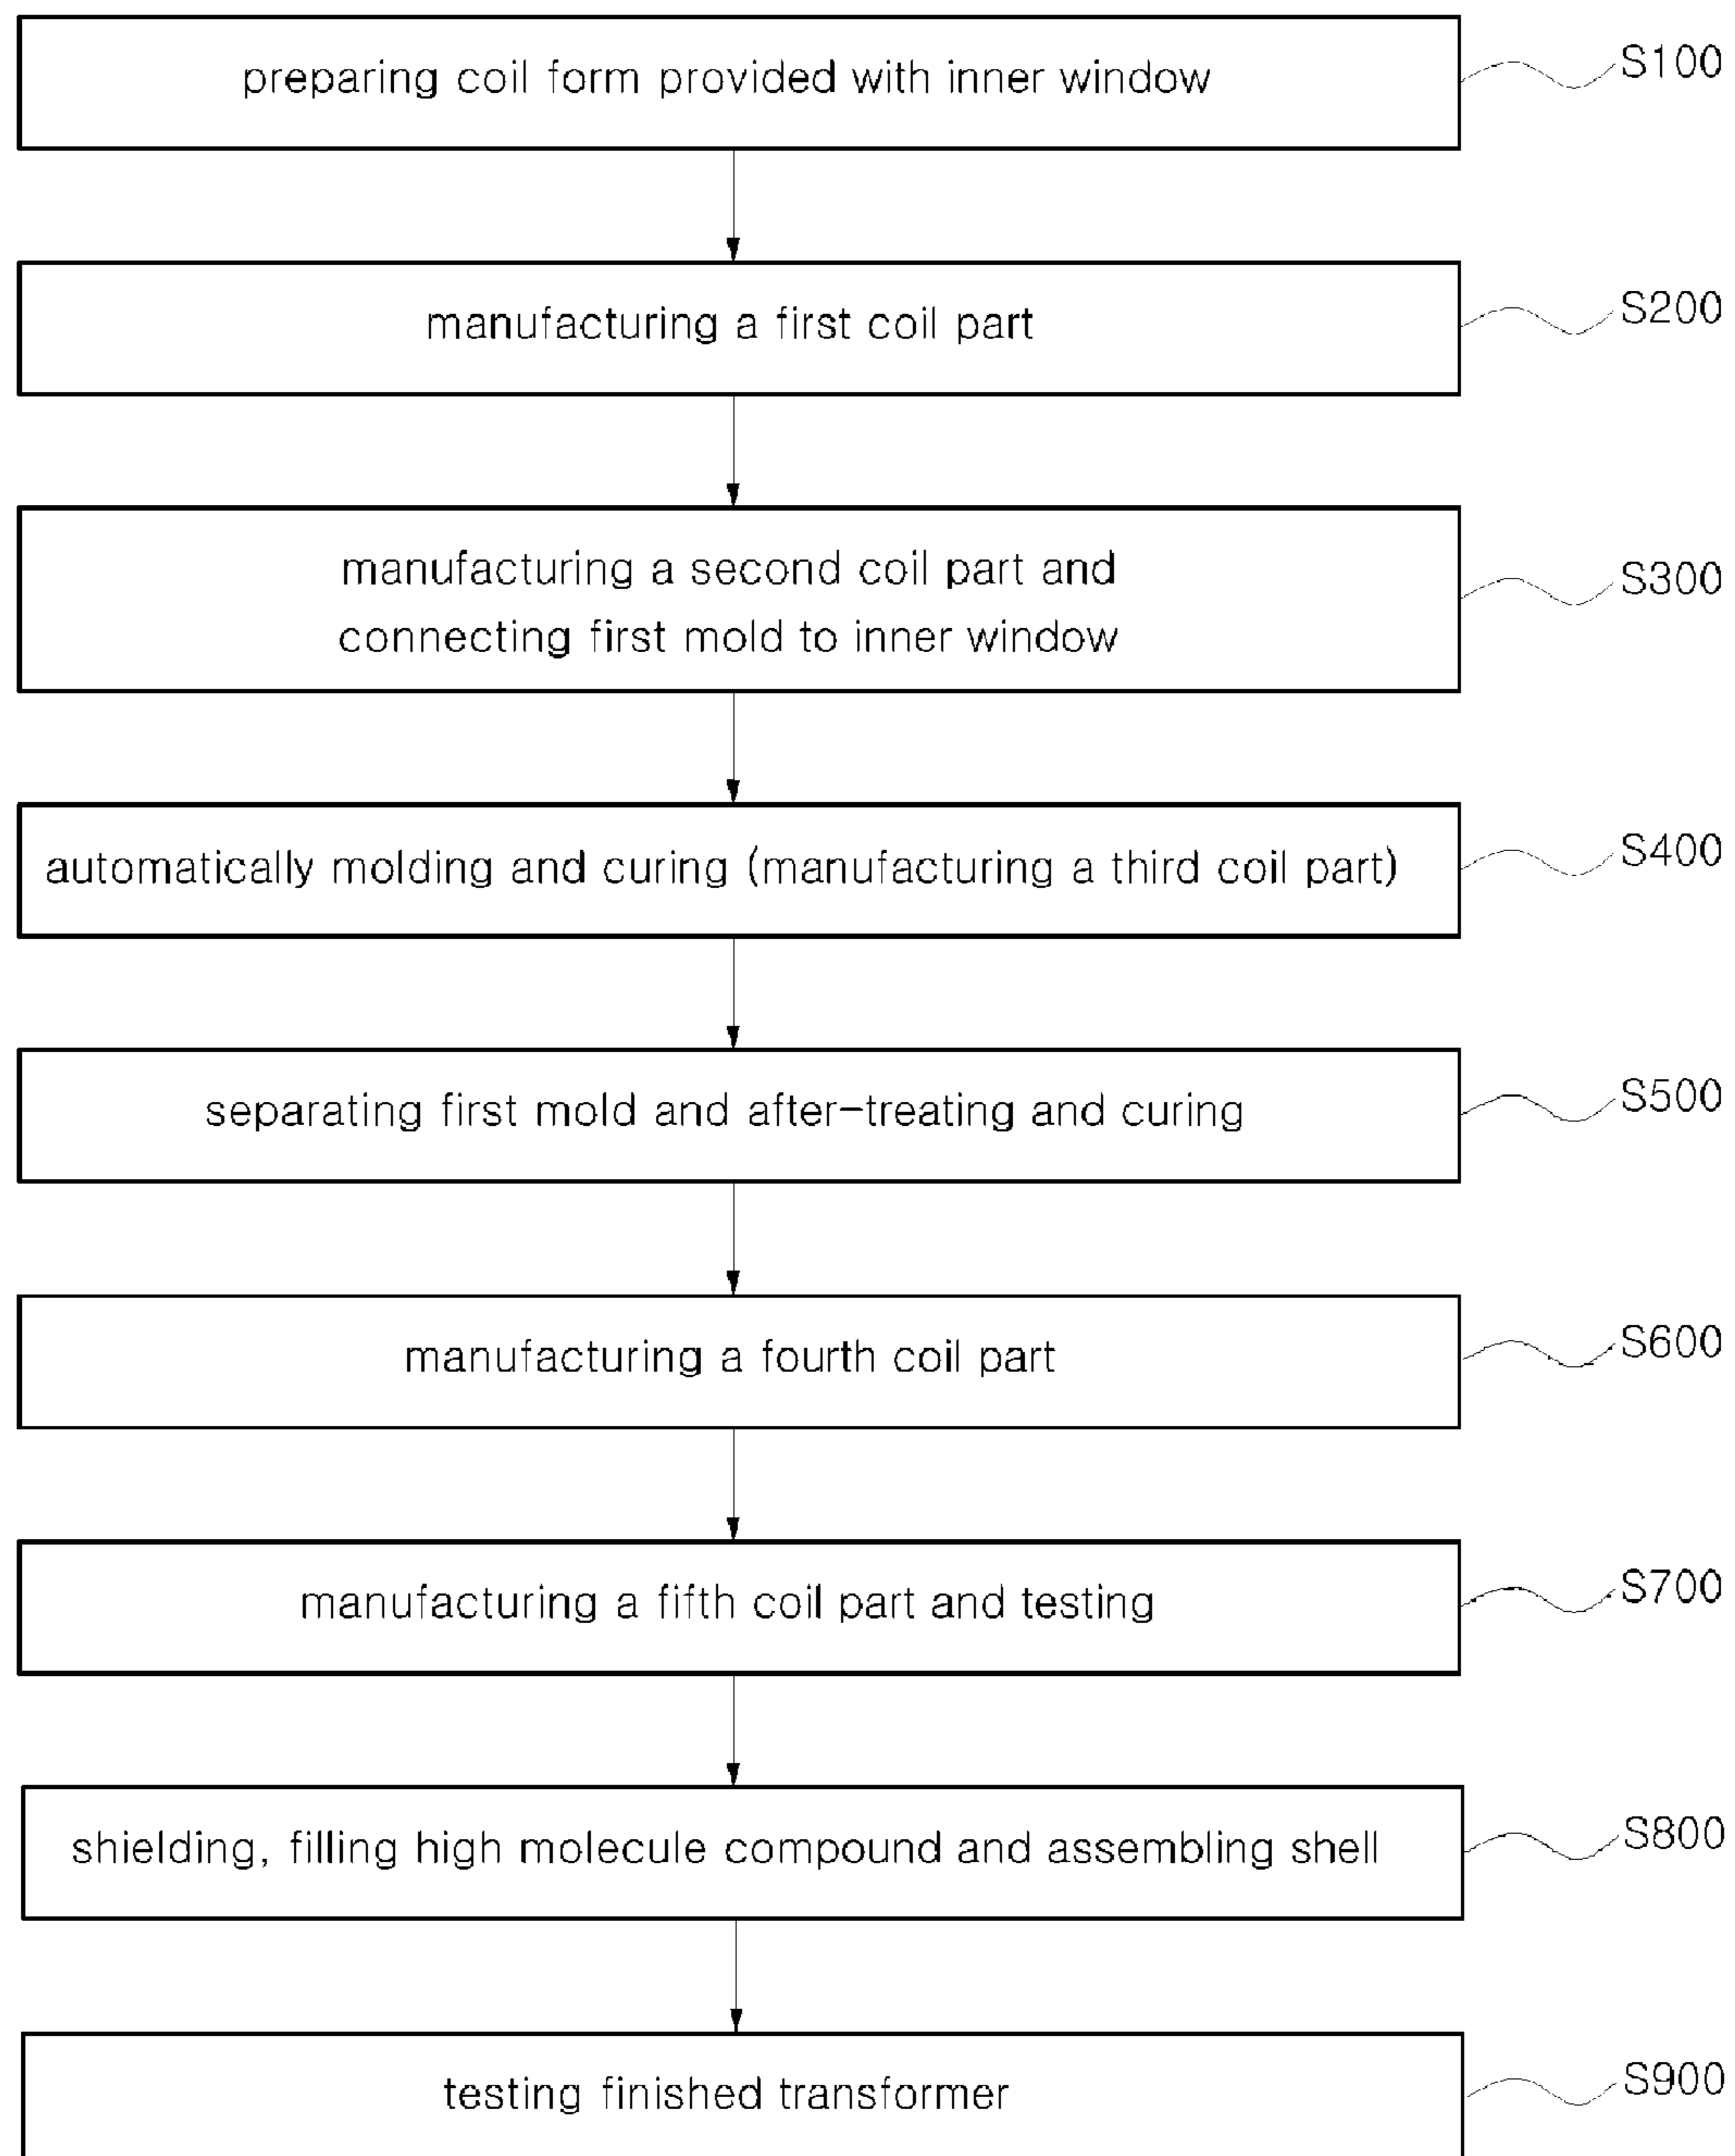 preparing coil form provided with inner window
S100
manufacturing a first coil part
S200
manufacturing a second coil part and
connecting first mold to inner window
S300
automatically molding and curing (manufacturing a third coil part)
S400
separating first mold and after-treating and curing
S500
manufacturing a fourth coil part
S600
manufacturing a fifth coil part and testing
S700
shielding, filling high molecule compound and assembling shell
S800
testing finished transformer
S900